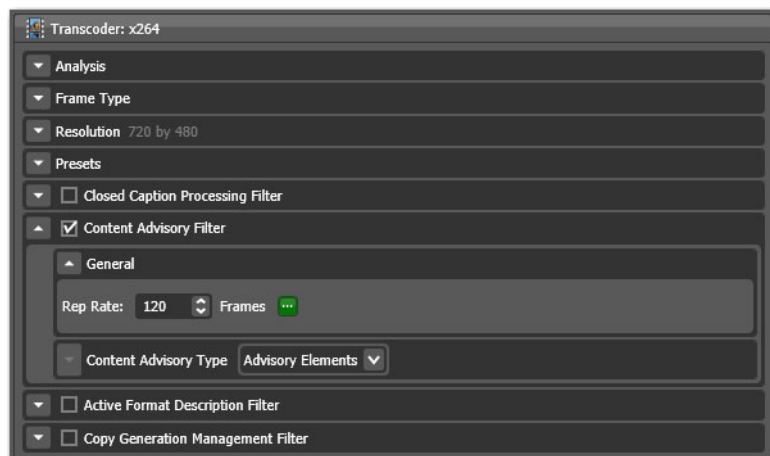 Transcoder: x264
Analysis
Frame Type
Resolution 720 by 480
Presets
Closed Caption Processing Filter
Content Advisory Filter
General
Rep Rate: 120 Frames ...
Content Advisory Type Advisory Elements
Active Format Description Filter
Copy Generation Management Filter